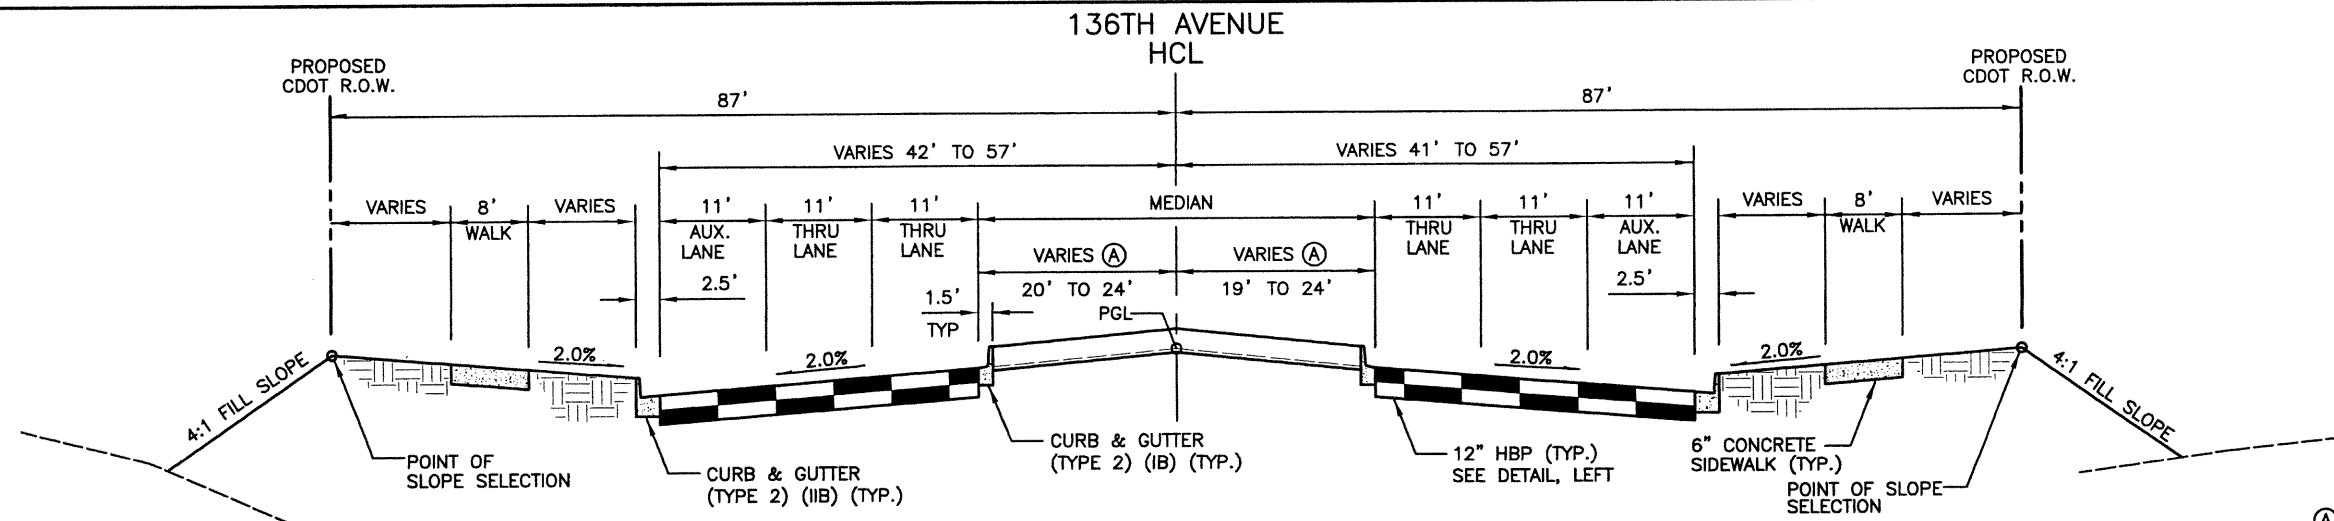 136TH AVENUE
HCL
PROPOSED
CDOT R.O.W.
PROPOSED
CDOT R.O.W.
87'
87'
VARIES 42' TO 57'
VARIES 41' TO 57'
VARIES
8'
WALK
VARIES
11'
AUX.
LANE
11'
THRU
LANE
11'
THRU
LANE
MEDIAN
11'
THRU
LANE
11'
THRU
LANE
11'
AUX.
LANE
VARIES
8'
WALK
VARIES
VARIES A
20' TO 24'
VARIES A
19' TO 24'
2.5'
1.5'
TYP
PGL
2.5'
2.0%
2.0%
2.0%
2.0%
4:1 FILL SLOPE
4:1 FILL SLOPE
POINT OF
SLOPE SELECTION
CURB & GUTTER
(TYPE 2) (IIB) (TYP.)
CURB & GUTTER
(TYPE 2) (IB) (TYP.)
12" HBP (TYP.)
SEE DETAIL, LEFT
6" CONCRETE
SIDEWALK (TYP.)
POINT OF SLOPE
SELECTION
A